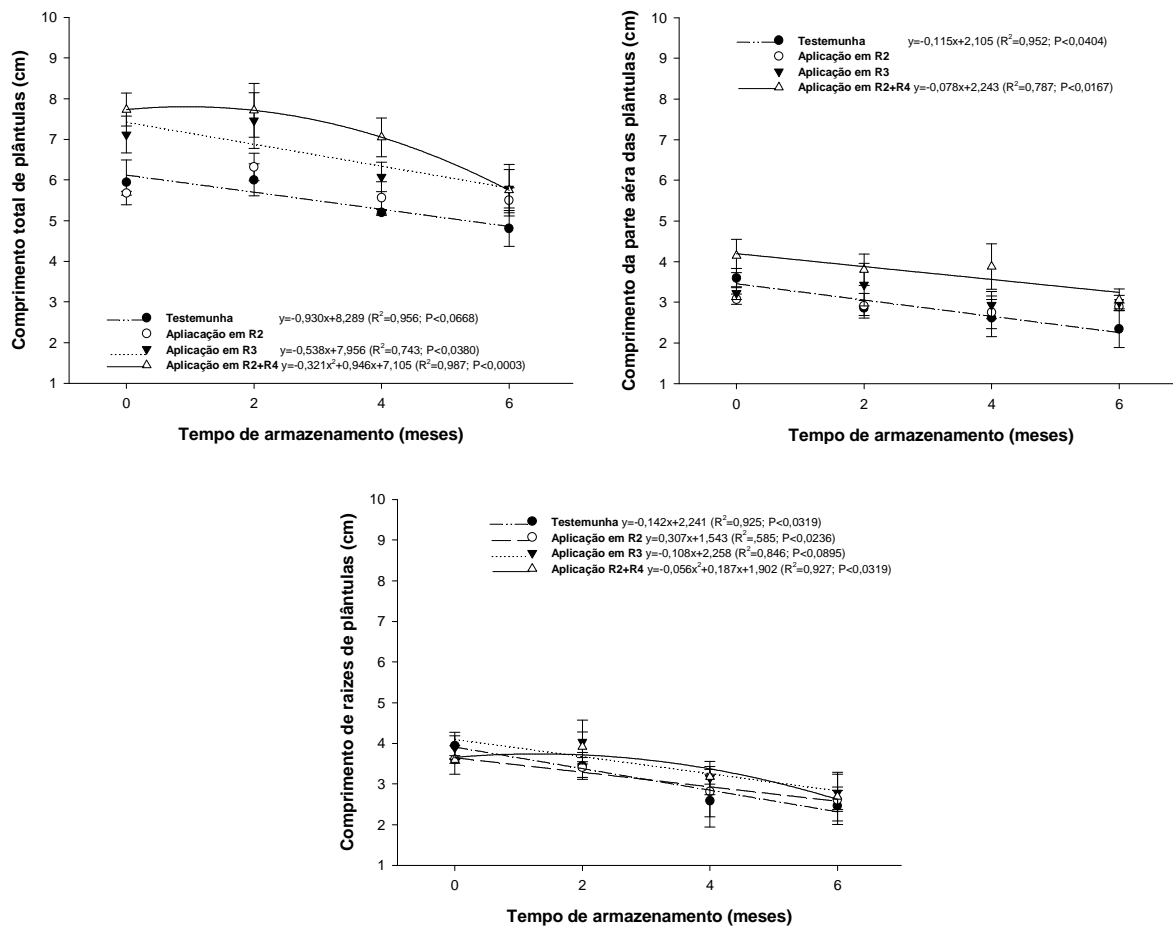 Comprimento total de plântulas (cm)
10
9
8
7
6
5
4
3
2
1
Testemunha y=-0,930x+8,289 (R²=0,956; P<0,0668)
Apliacação em R2
Aplicação em R3 y=-0,538x+7,956 (R²=0,743; P<0,0380)
Aplicação em R2+R4 y=-0,321x²+0,946x+7,105 (R²=0,987; P<0,0003)
0 2 4 6
Tempo de armazenamento (meses)
Comprimento da parte aéra das plântulas (cm)
10
9
8
7
6
5
4
3
2
1
Testemunha y=-0,115x+2,105 (R²=0,952; P<0,0404)
Aplicação em R2
Aplicação em R3
Aplicação em R2+R4 y=-0,078x+2,243 (R²=0,787; P<0,0167)
0 2 4 6
Tempo de armazenamento (meses)
Comprimento de raizes de plântulas (cm)
10
9
8
7
6
5
4
3
2
1
Testemunha y=-0,142x+2,241 (R²=0,925; P<0,0319)
Aplicação em R2 y=0,307x+1,543 (R²=,585; P<0,0236)
Aplicação em R3 y=-0,108x+2,258 (R²=0,846; P<0,0895)
Aplicação R2+R4 y=-0,056x²+0,187x+1,902 (R²=0,927; P<0,0319)
0 2 4 6
Tempo de armazenamento (meses)